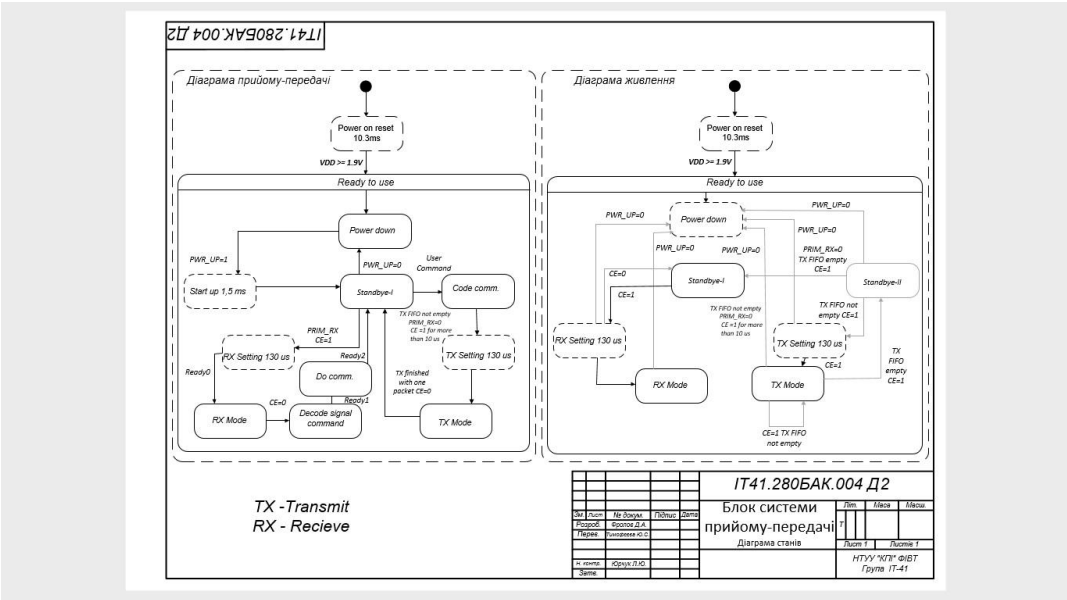 ІТ41.280БАК.004 Д2
Діаграма прийому-передачі
Power on reset
10.3ms
VDD >= 1.9V
Ready to use
Power down
PWR_UP=1
PWR_UP=0
User
Command
Start up 1,5 ms
Standbye-I
Code comm.
TX FIFO not empty
PRIM_RX=0
CE =1 for more
than 10 us
PRIM_RX
CE=1
RX Setting 130 us
Ready2
TX Setting 130 us
Ready0
Do comm.
TX finished
with one
packet CE=0
CE=0
Ready1
RX Mode
Decode signal
command
TX Mode
Діаграма живлення
Power on reset
10.3ms
VDD >= 1.9V
Ready to use
PWR_UP=0
PWR_UP=0
Power down
PWR_UP=0
PWR_UP=0
PWR_UP=0
PRIM_RX=0
TX FIFO empty
CE=1
CE=0
Standbye-I
Standbye-II
CE=1
TX FIFO not empty
PRIM_RX=0
CE =1 for more
than 10 us
TX FIFO not
empty CE=1
RX Setting 130 us
TX Setting 130 us
CE=1
TX
FIFO
empty
CE=1
RX Mode
TX Mode
CE=1 TX FIFO
not empty
TX -Transmit
RX - Recieve
ІТ41.280БАК.004 Д2
Блок системи
прийому-передачі
Діаграма станів
Літ. Маса Масш.
Т
Зм. Лист № докум. Підпис Дата
Розроб. Фролов Д.А.
Перев. Тимофєєва Ю.С.
Лист 1 Листів 1
Н. контр. Юрчук Л.Ю.
Затв.
НТУУ "КПІ" ФІВТ
Група ІТ-41